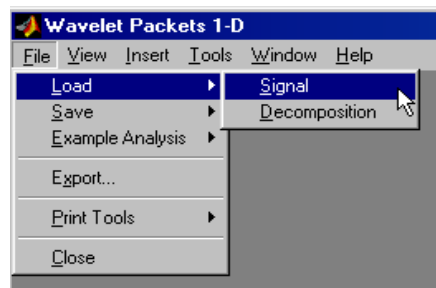 Wavelet Packets 1-D
File View Insert Tools Window Help
Load
Signal
Save
Decomposition
Example Analysis
Export...
Print Tools
Close